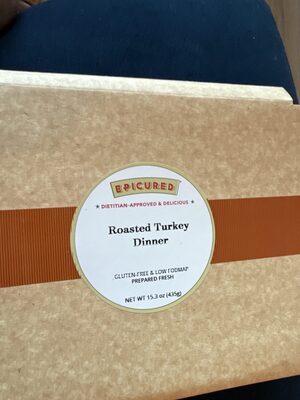 EPICURED
★ DIETITIAN-APPROVED & DELICIOUS ★
Roasted Turkey
Dinner
GLUTEN-FREE & LOW FODMAP
PREPARED FRESH
NET WT 15.3 oz (435g)